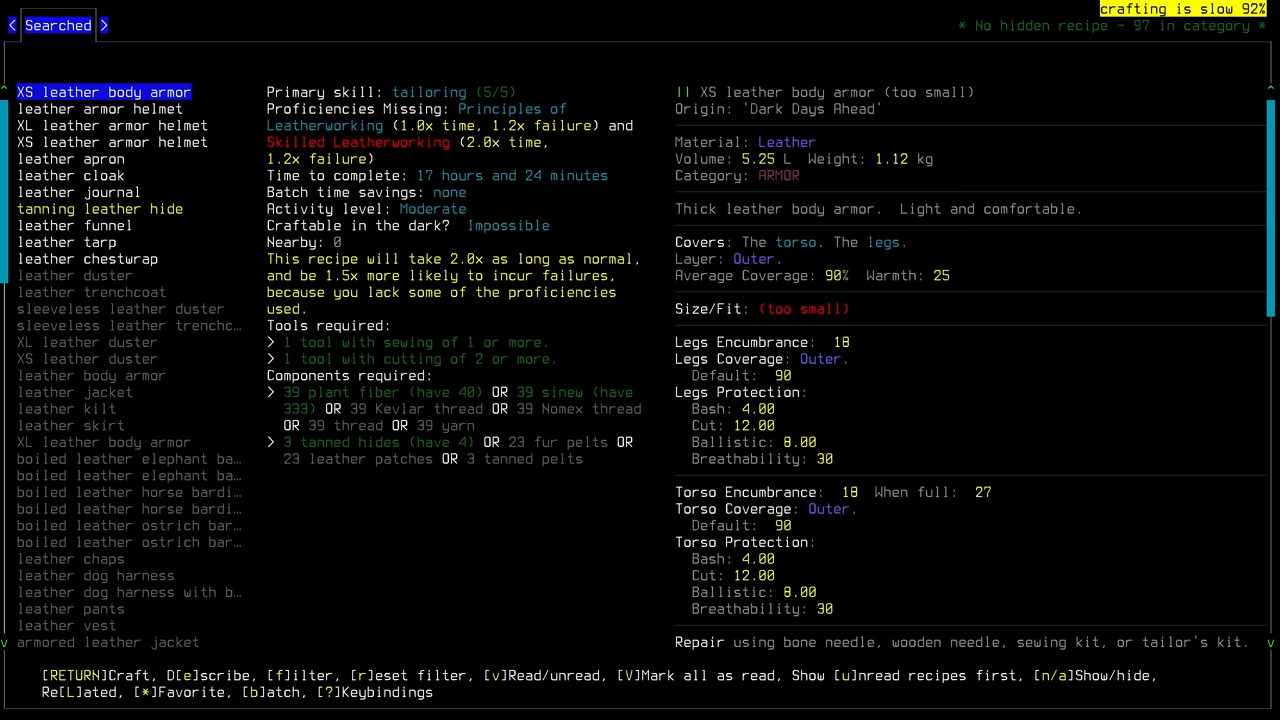 crafting is slow 92%
< Searched >
* No hidden recipe - 97 in category *
XS leather body armor
leather armor helmet
XL leather armor helmet
XS leather armor helmet
leather apron
leather cloak
leather journal
tanning leather hide
leather funnel
leather tarp
leather chestwrap
leather duster
leather trenchcoat
sleeveless leather duster
sleeveless leather trenchc…
XL leather duster
XS leather duster
leather body armor
leather jacket
leather kilt
leather skirt
XL leather body armor
boiled leather elephant ba…
boiled leather elephant ba…
boiled leather horse bardi…
boiled leather horse bardi…
boiled leather ostrich bar…
boiled leather ostrich bar…
leather chaps
leather dog harness
leather dog harness with b…
leather pants
leather vest
armored leather jacket
Primary skill: tailoring (5/5)
Proficiencies Missing: Principles of
Leatherworking (1.0x time, 1.2x failure) and
Skilled Leatherworking (2.0x time,
1.2x failure)
Time to complete: 17 hours and 24 minutes
Batch time savings: none
Activity level: Moderate
Craftable in the dark? Impossible
Nearby: 0
This recipe will take 2.0x as long as normal,
and be 1.5x more likely to incur failures,
because you lack some of the proficiencies
used.
Tools required:
> 1 tool with sewing of 1 or more.
> 1 tool with cutting of 2 or more.
Components required:
> 39 plant fiber (have 40) OR 39 sinew (have
333) OR 39 Kevlar thread OR 39 Nomex thread
OR 39 thread OR 39 yarn
> 3 tanned hides (have 4) OR 23 fur pelts OR
23 leather patches OR 3 tanned pelts
|| XS leather body armor (too small)
Origin: 'Dark Days Ahead'
Material: Leather
Volume: 5.25 L Weight: 1.12 kg
Category: ARMOR
Thick leather body armor. Light and comfortable.
Covers: The torso. The legs.
Layer: Outer.
Average Coverage: 90% Warmth: 25
Size/Fit: (too small)
Legs Encumbrance: 18
Legs Coverage: Outer.
Default: 90
Legs Protection:
Bash: 4.00
Cut: 12.00
Ballistic: 8.00
Breathability: 30
Torso Encumbrance: 18 When full: 27
Torso Coverage: Outer.
Default: 90
Torso Protection:
Bash: 4.00
Cut: 12.00
Ballistic: 8.00
Breathability: 30
Repair using bone needle, wooden needle, sewing kit, or tailor's kit.
[RETURN]Craft, D[e]scribe, [f]ilter, [r]eset filter, [v]Read/unread, [V]Mark all as read, Show [u]nread recipes first, [n/a]Show/hide,
Re[L]ated, [*]Favorite, [b]atch, [?]Keybindings